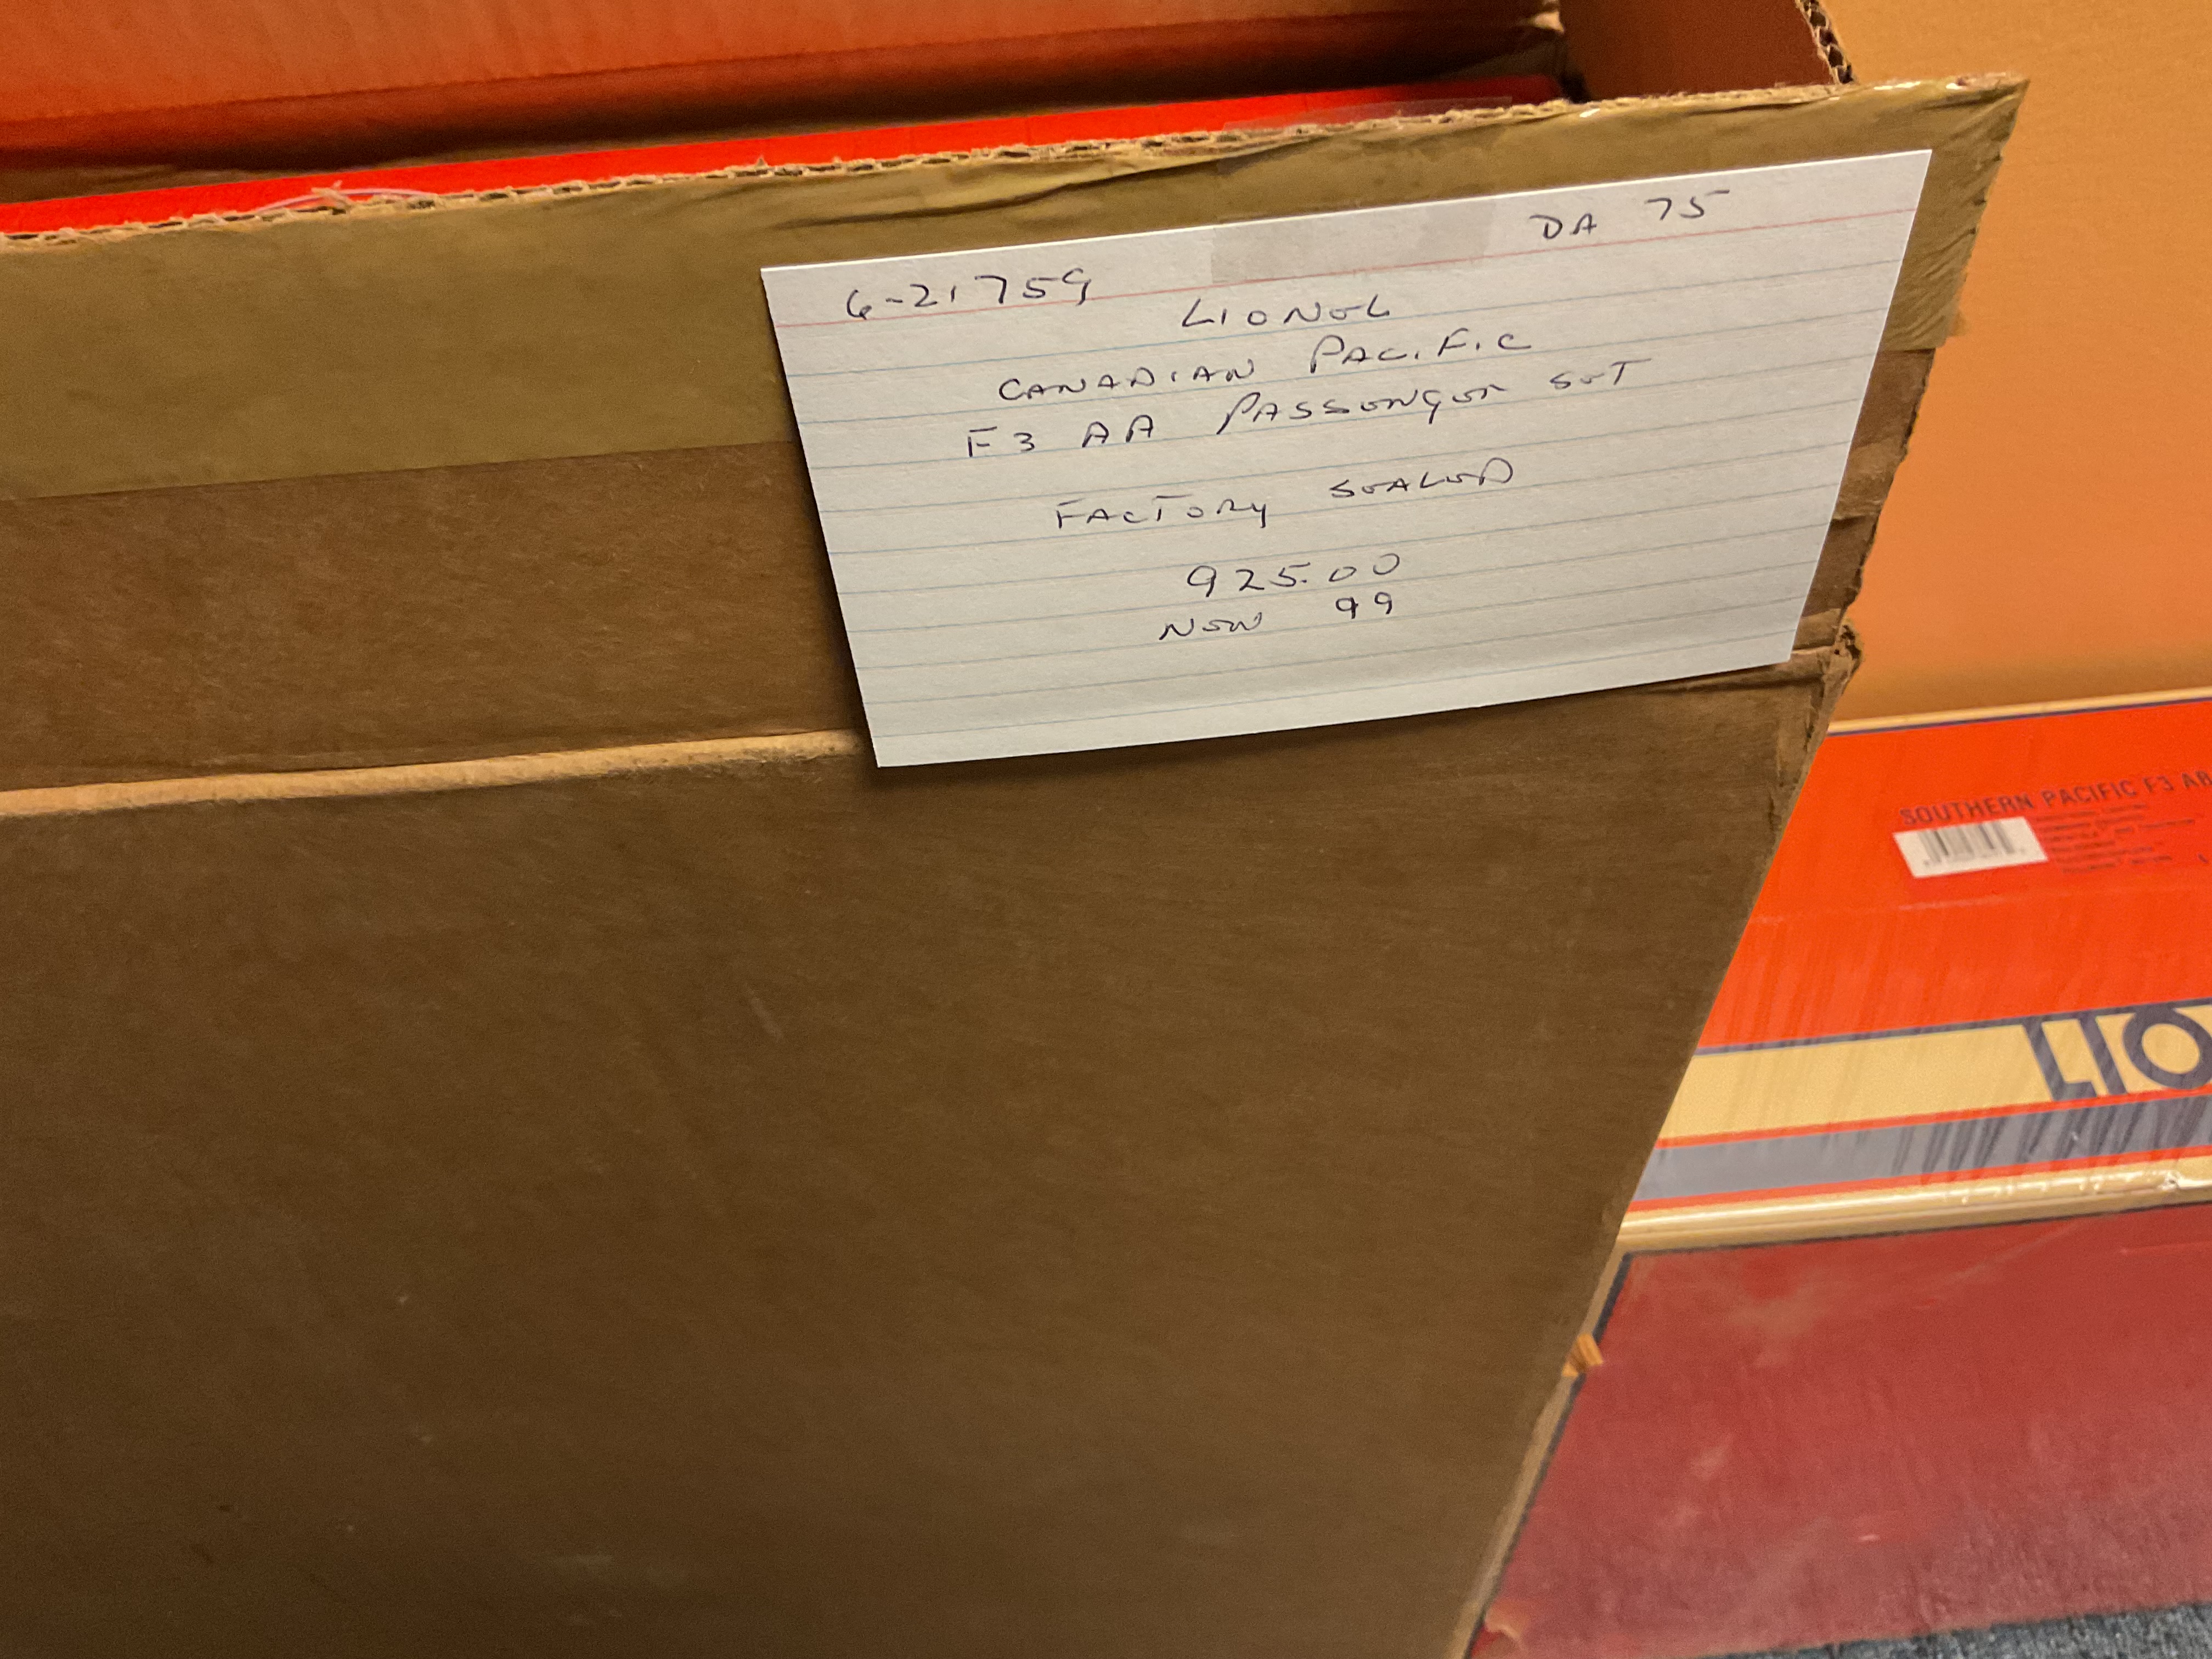 DA 75
6-21759
LIONEL
CANADIAN PACIFIC
F3 AA PASSENGER SET
FACTORY SEALED
925.00
NEW 99
SOUTHERN PACIFIC F3 AB
LIO